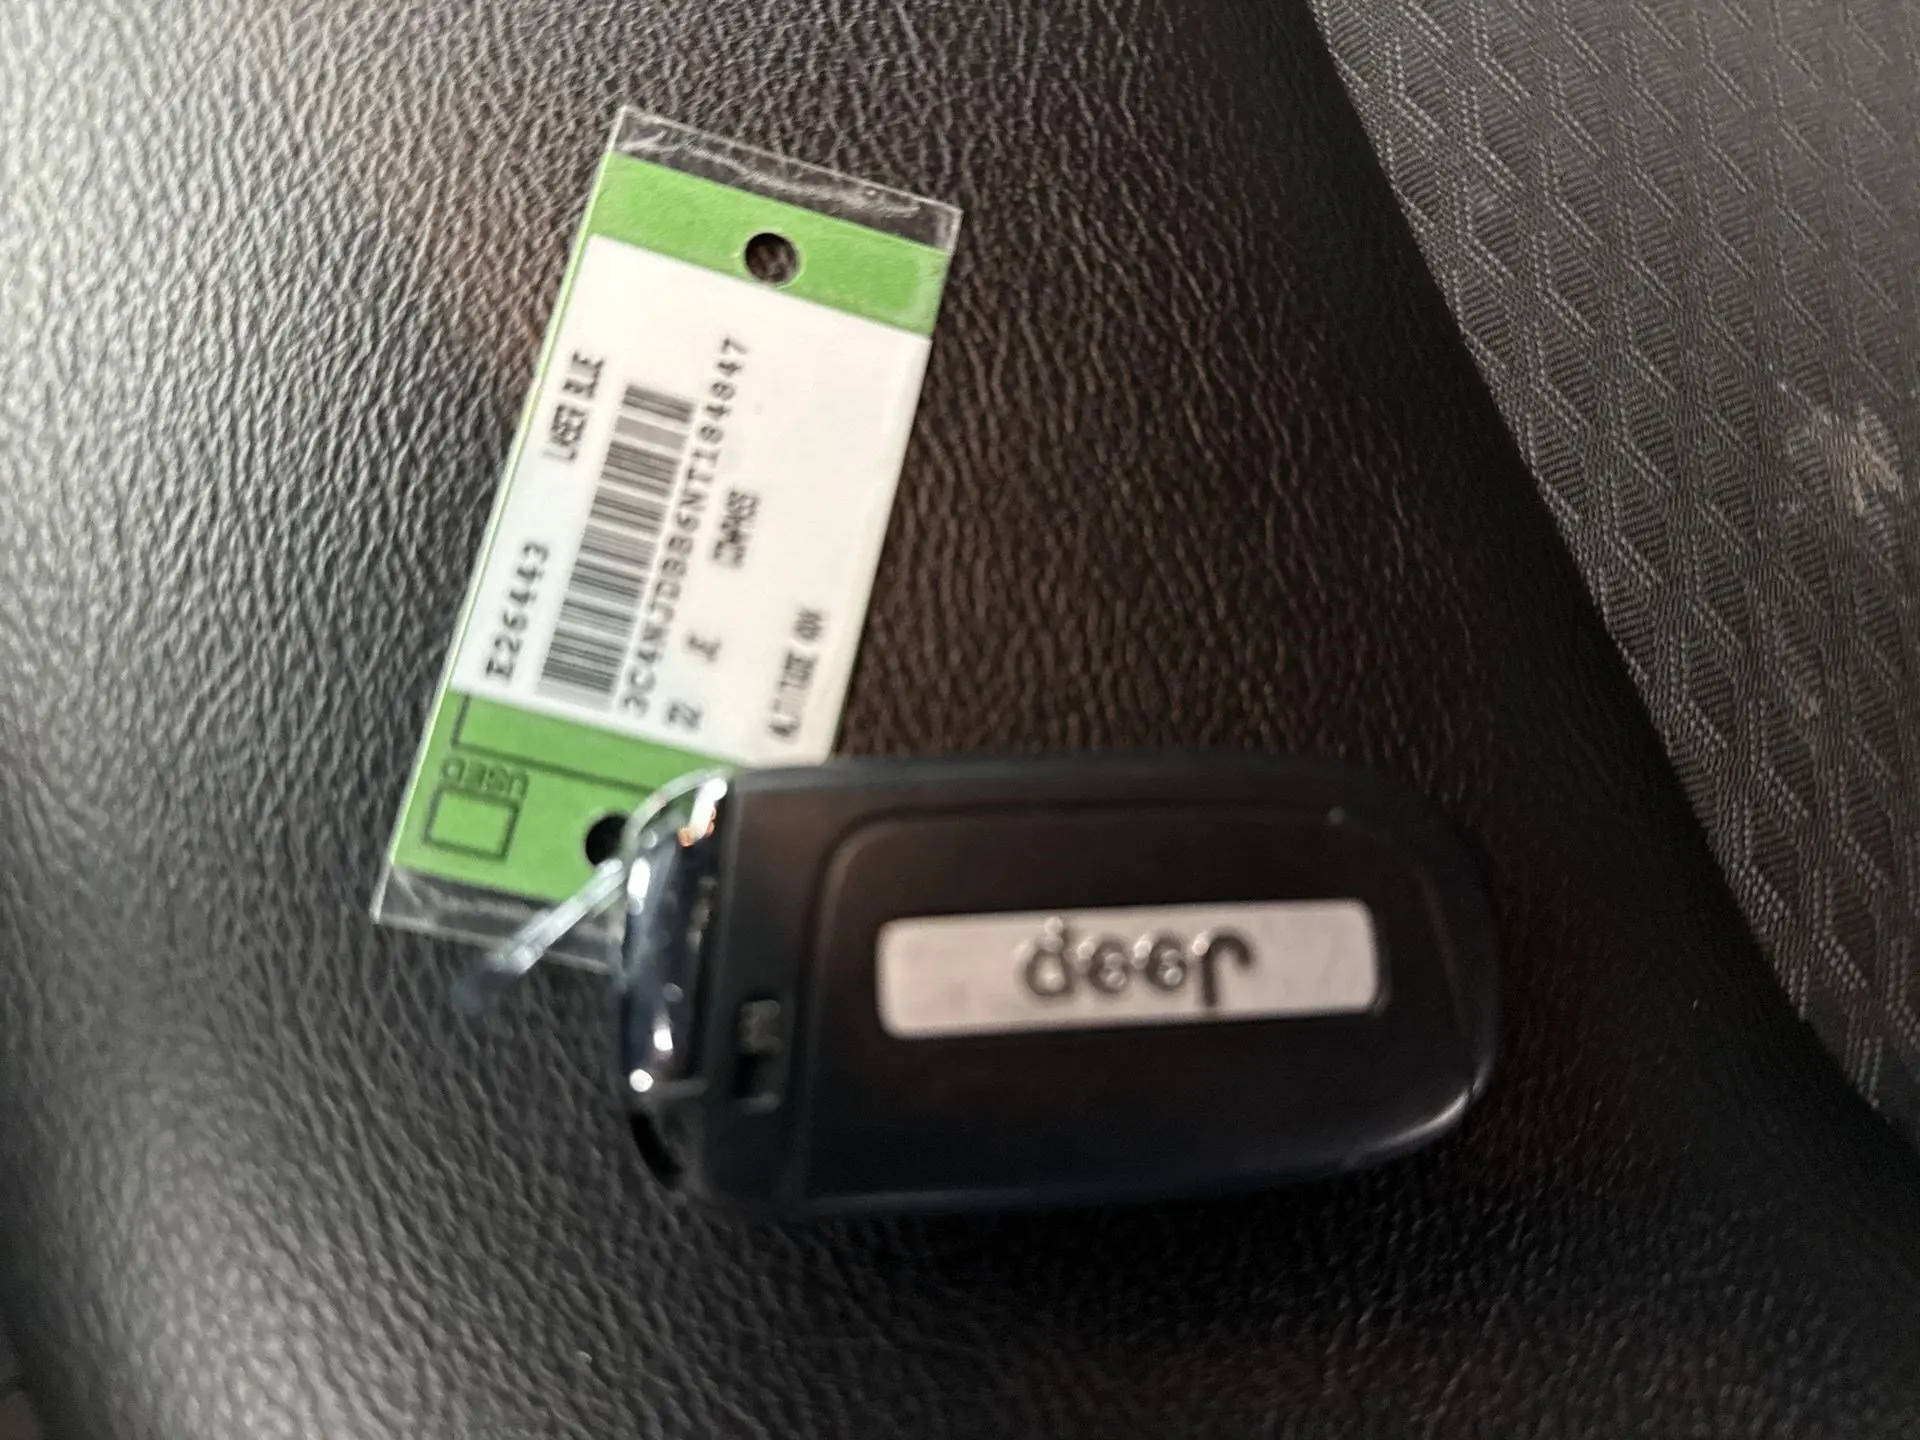 E26443 LASER BLUE
3C4NJDBB6NT184847
22 JE COMPASS
ALTITUDE 4X4
USED
Jeep